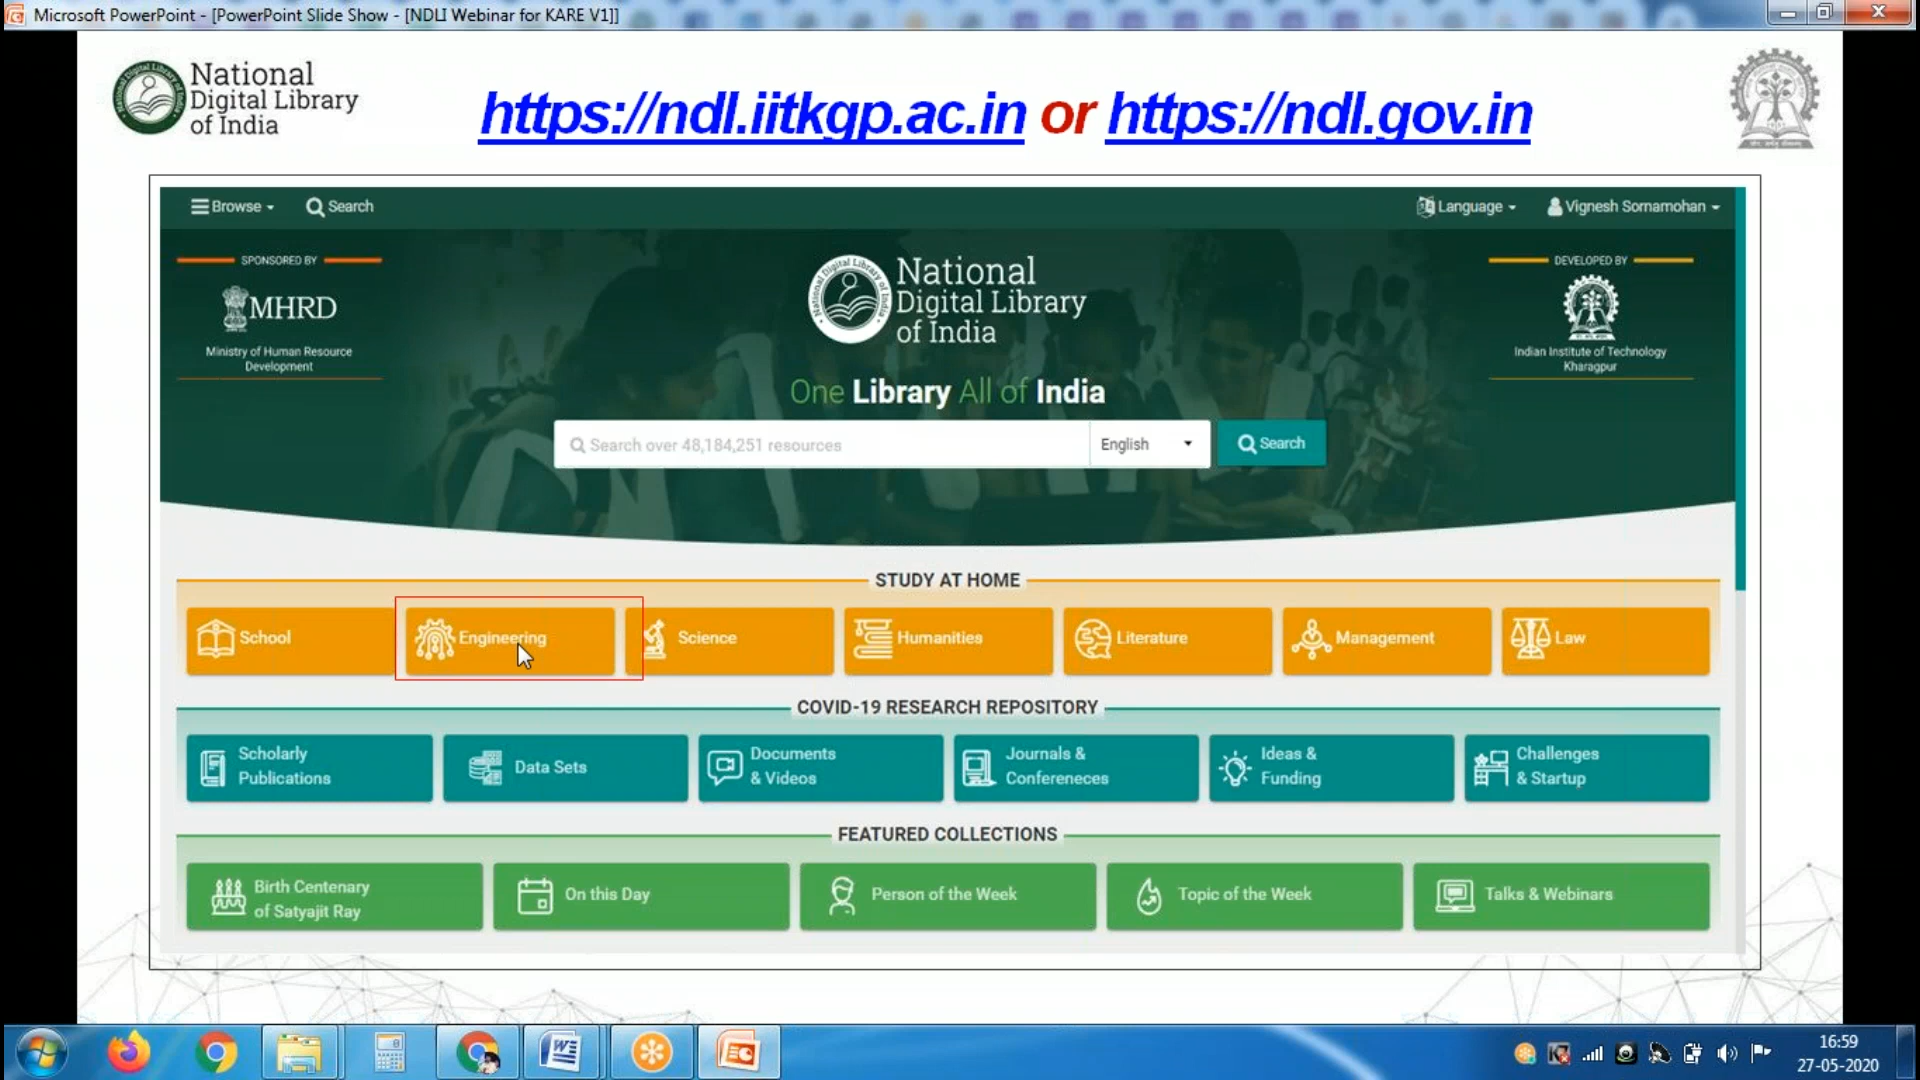 Microsoft PowerPoint - [PowerPoint Slide Show - [NDLI Webinar for KARE V1]]
National
Digital Library
of India
https://ndl.iitkgp.ac.in or https://ndl.gov.in
Browse
Search
Language
Vignesh Sornamohan
SPONSORED BY
MHRD
Ministry of Human Resource
Development
National
Digital Library
of India
DEVELOPED BY
Indian Institute of Technology
Kharagpur
One Library All of India
Search over 48,184,251 resources
English
Search
STUDY AT HOME
School
Engineering
Science
Humanities
Literature
Management
Law
COVID-19 RESEARCH REPOSITORY
Scholarly
Publications
Data Sets
Documents
& Videos
Journals &
Confereneces
Ideas &
Funding
Challenges
& Startup
FEATURED COLLECTIONS
Birth Centenary
of Satyajit Ray
On this Day
Person of the Week
Topic of the Week
Talks & Webinars
16:59
27-05-2020